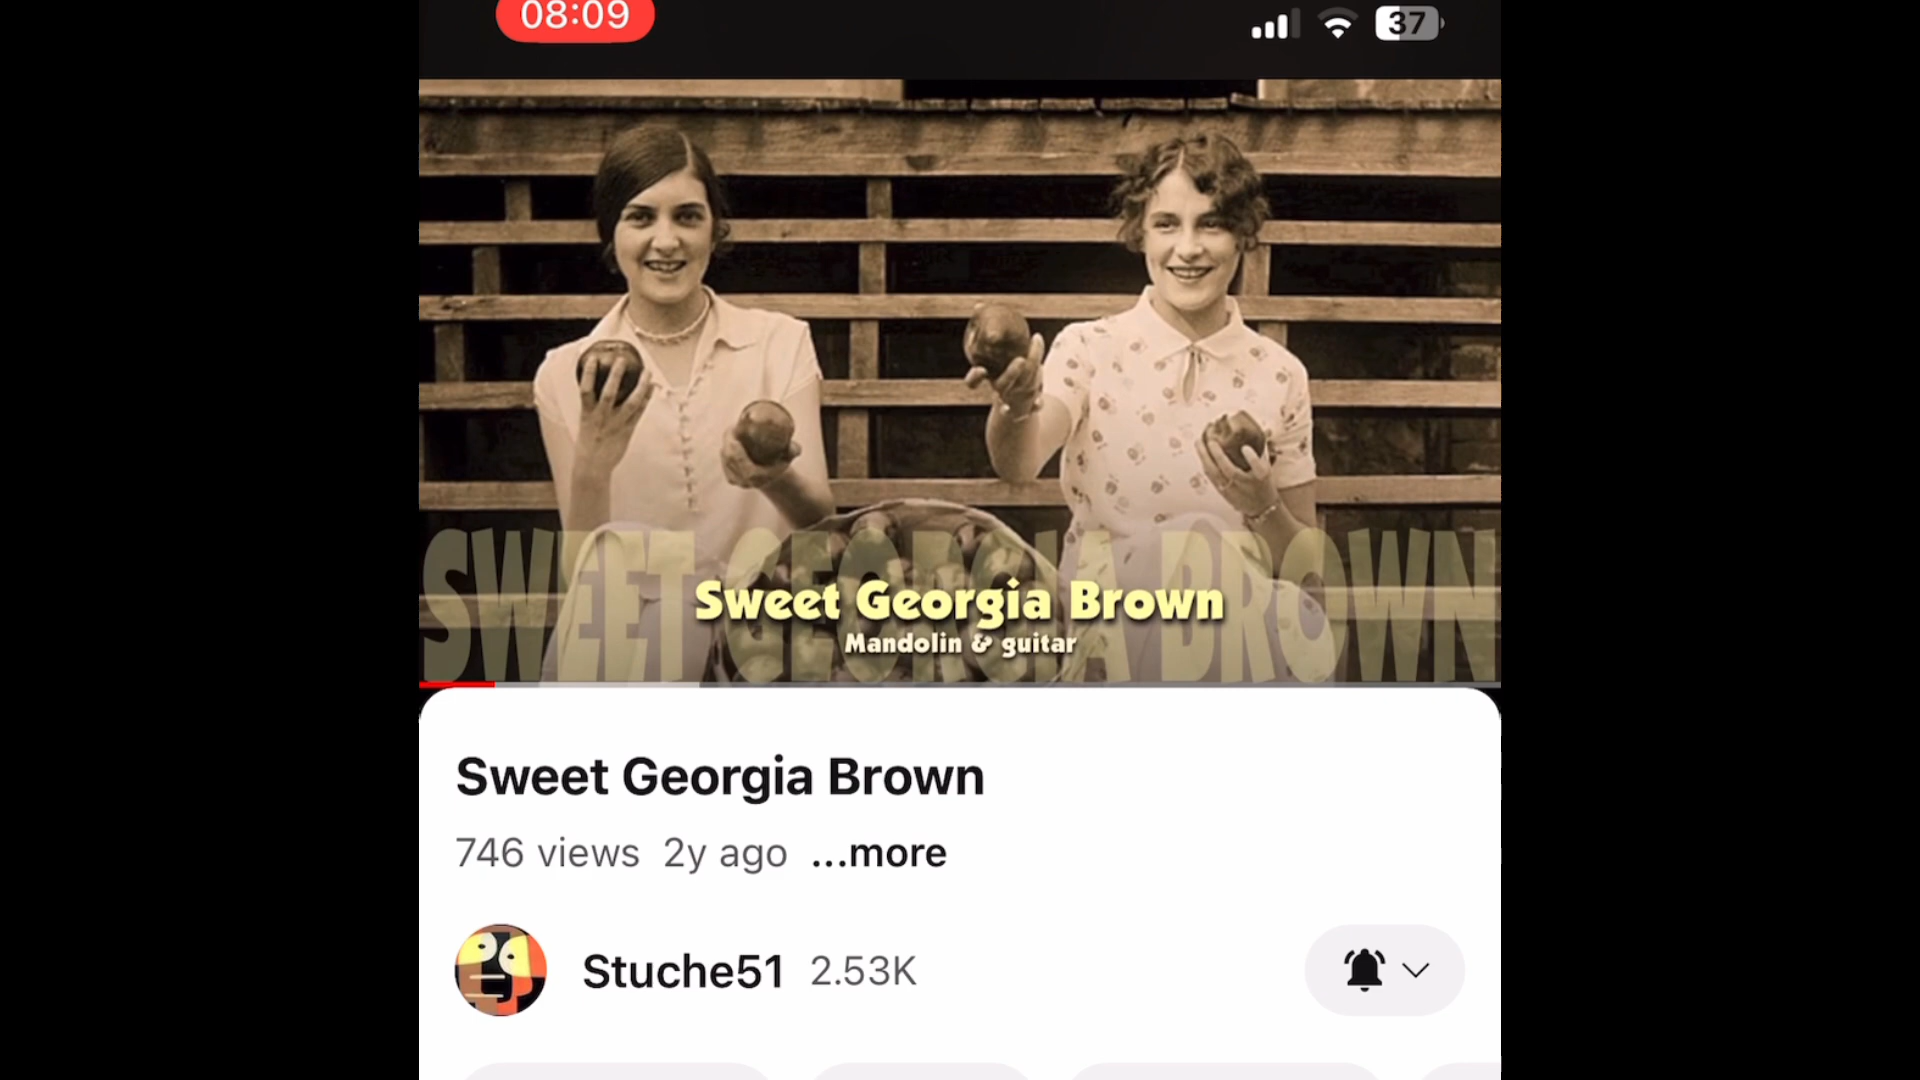 08:09
37
SWEET GEORGIA BROWN
Sweet Georgia Brown
Mandolin & guitar
Sweet Georgia Brown
746 views 2y ago ...more
Stuche51 2.53K